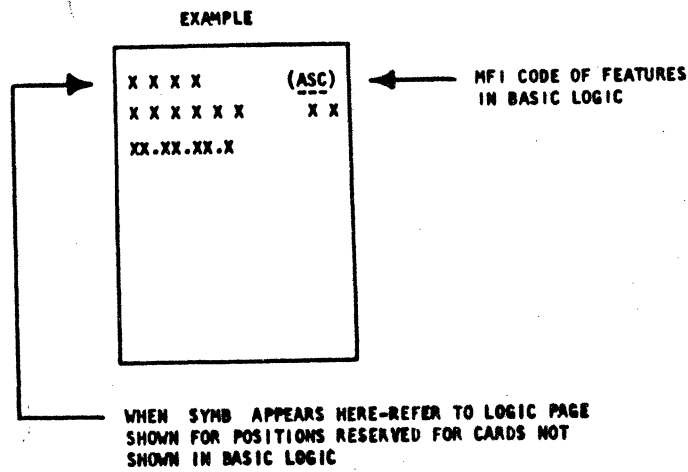 EXAMPLE
X X X X (ASC)
X X X X X X X X
XX.XX.XX.X
MFI CODE OF FEATURES
IN BASIC LOGIC
WHEN SYMB APPEARS HERE-REFER TO LOGIC PAGE
SHOWN FOR POSITIONS RESERVED FOR CARDS NOT
SHOWN IN BASIC LOGIC